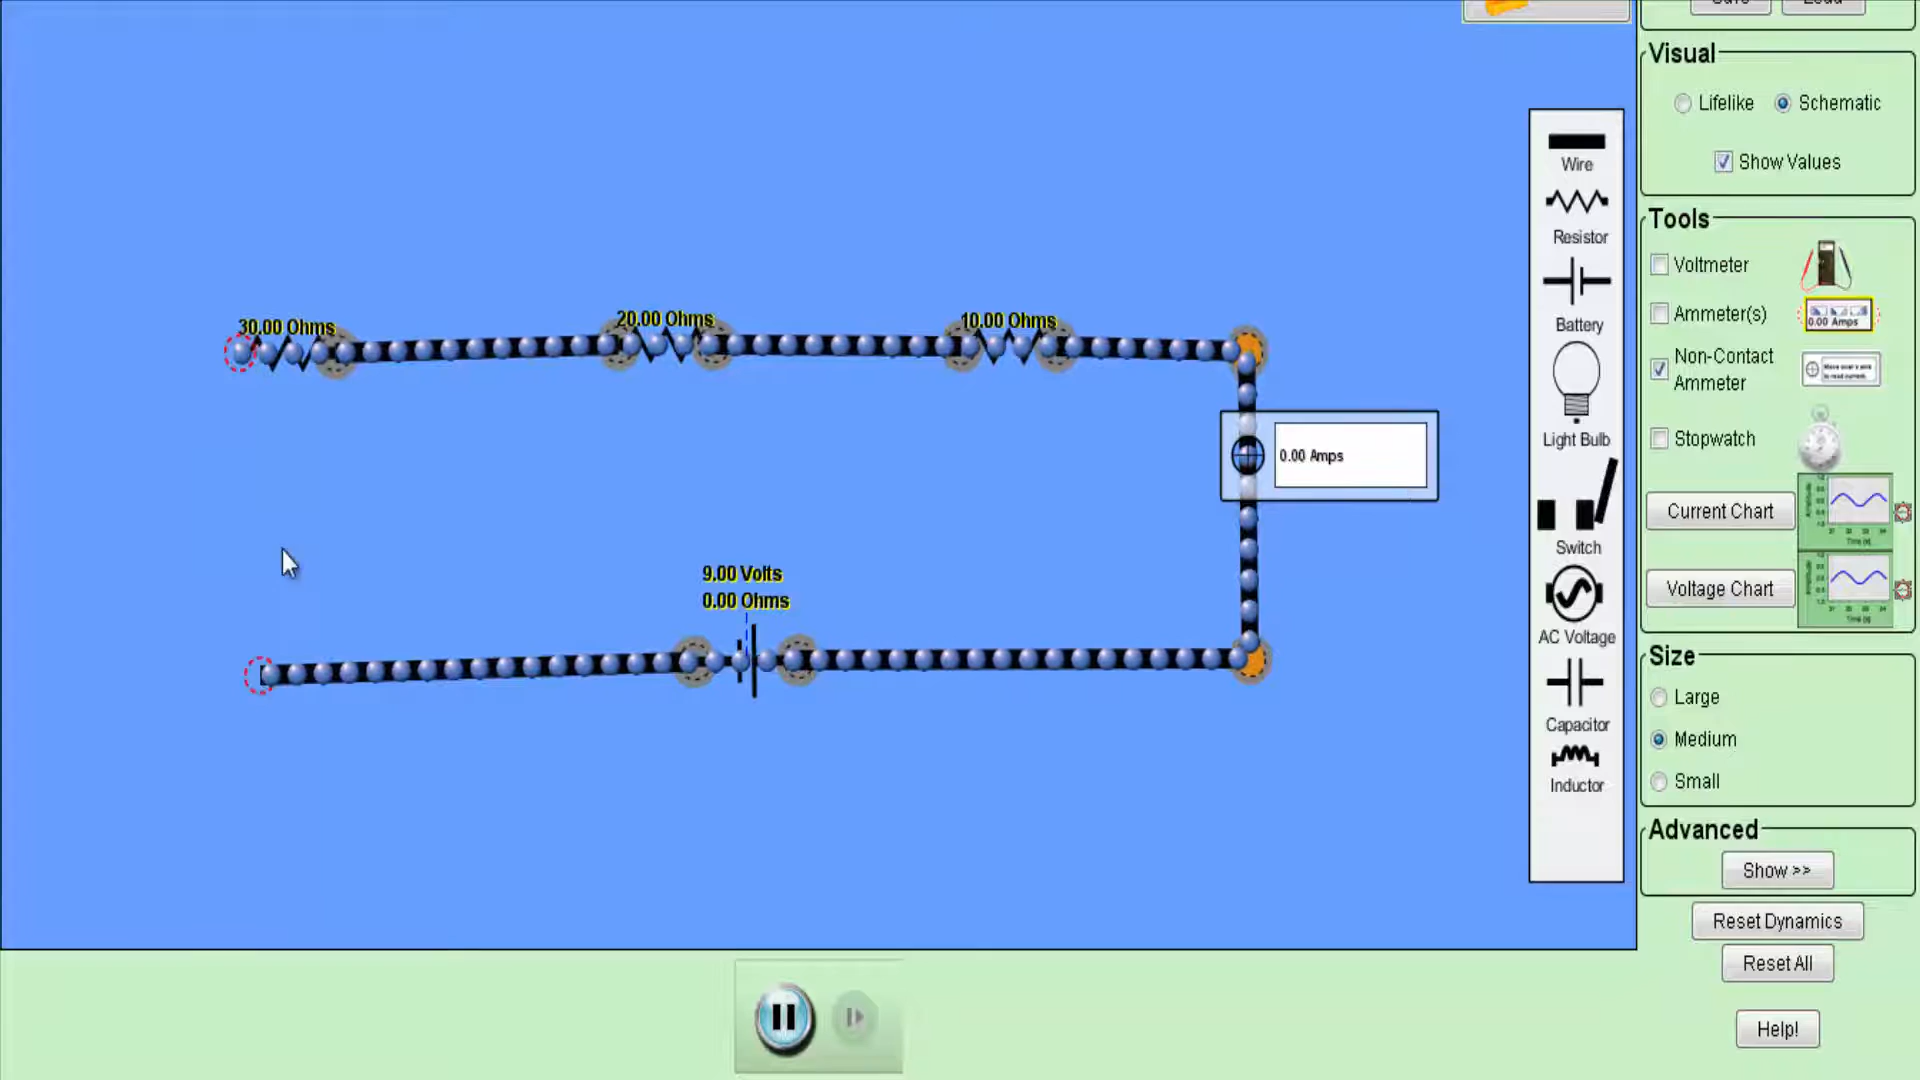 Save Load
Visual
Lifelike Schematic
Show Values
Tools
Voltmeter
Ammeter(s)
0.00 Amps
Non-Contact
Ammeter
Stopwatch
Current Chart
Voltage Chart
Size
Large
Medium
Small
Advanced
Show >>
Reset Dynamics
Reset All
Help!
Wire
Resistor
Battery
Light Bulb
Switch
AC Voltage
Capacitor
Inductor
30.00 Ohms
20.00 Ohms
10.00 Ohms
0.00 Amps
9.00 Volts
0.00 Ohms